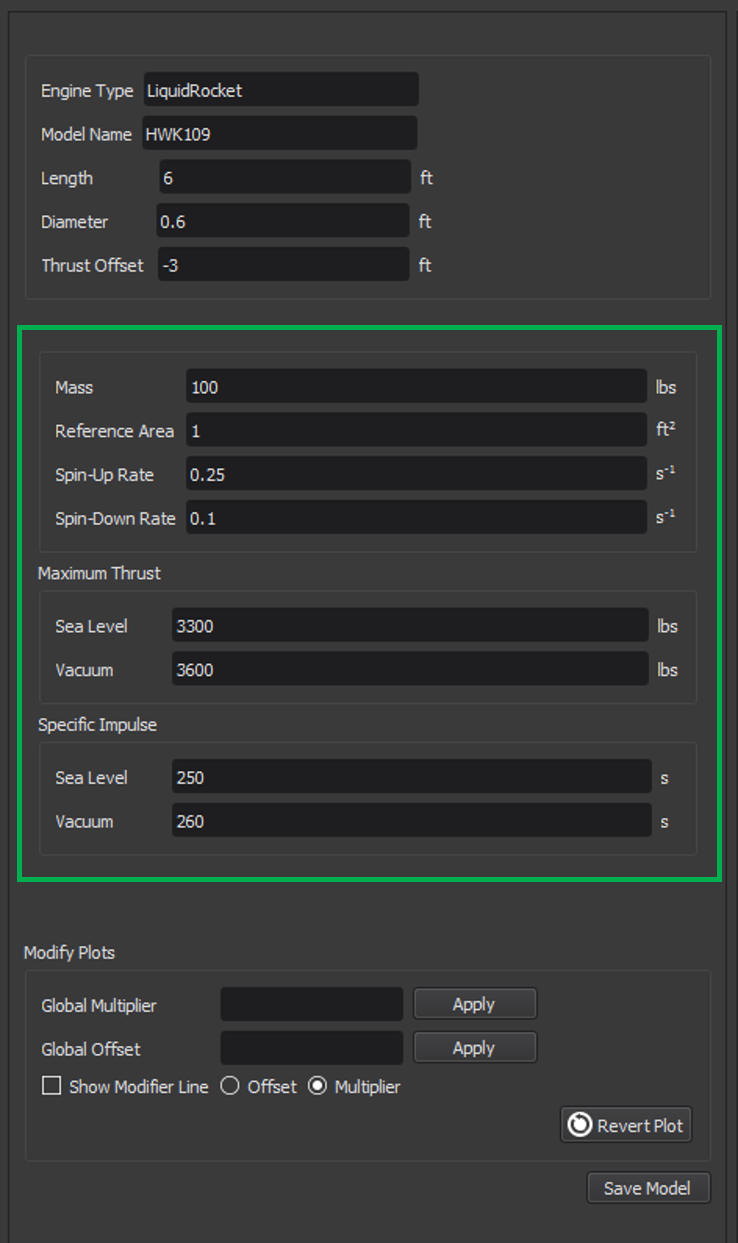 Engine Type LiquidRocket
Model Name HWK109
Length 6 ft
Diameter 0.6 ft
Thrust Offset -3 ft
Mass 100 lbs
Reference Area 1 ft²
Spin-Up Rate 0.25 s⁻¹
Spin-Down Rate 0.1 s⁻¹
Maximum Thrust
Sea Level 3300 lbs
Vacuum 3600 lbs
Specific Impulse
Sea Level 250 s
Vacuum 260 s
Modify Plots
Global Multiplier Apply
Global Offset Apply
Show Modifier Line Offset Multiplier
Revert Plot
Save Model